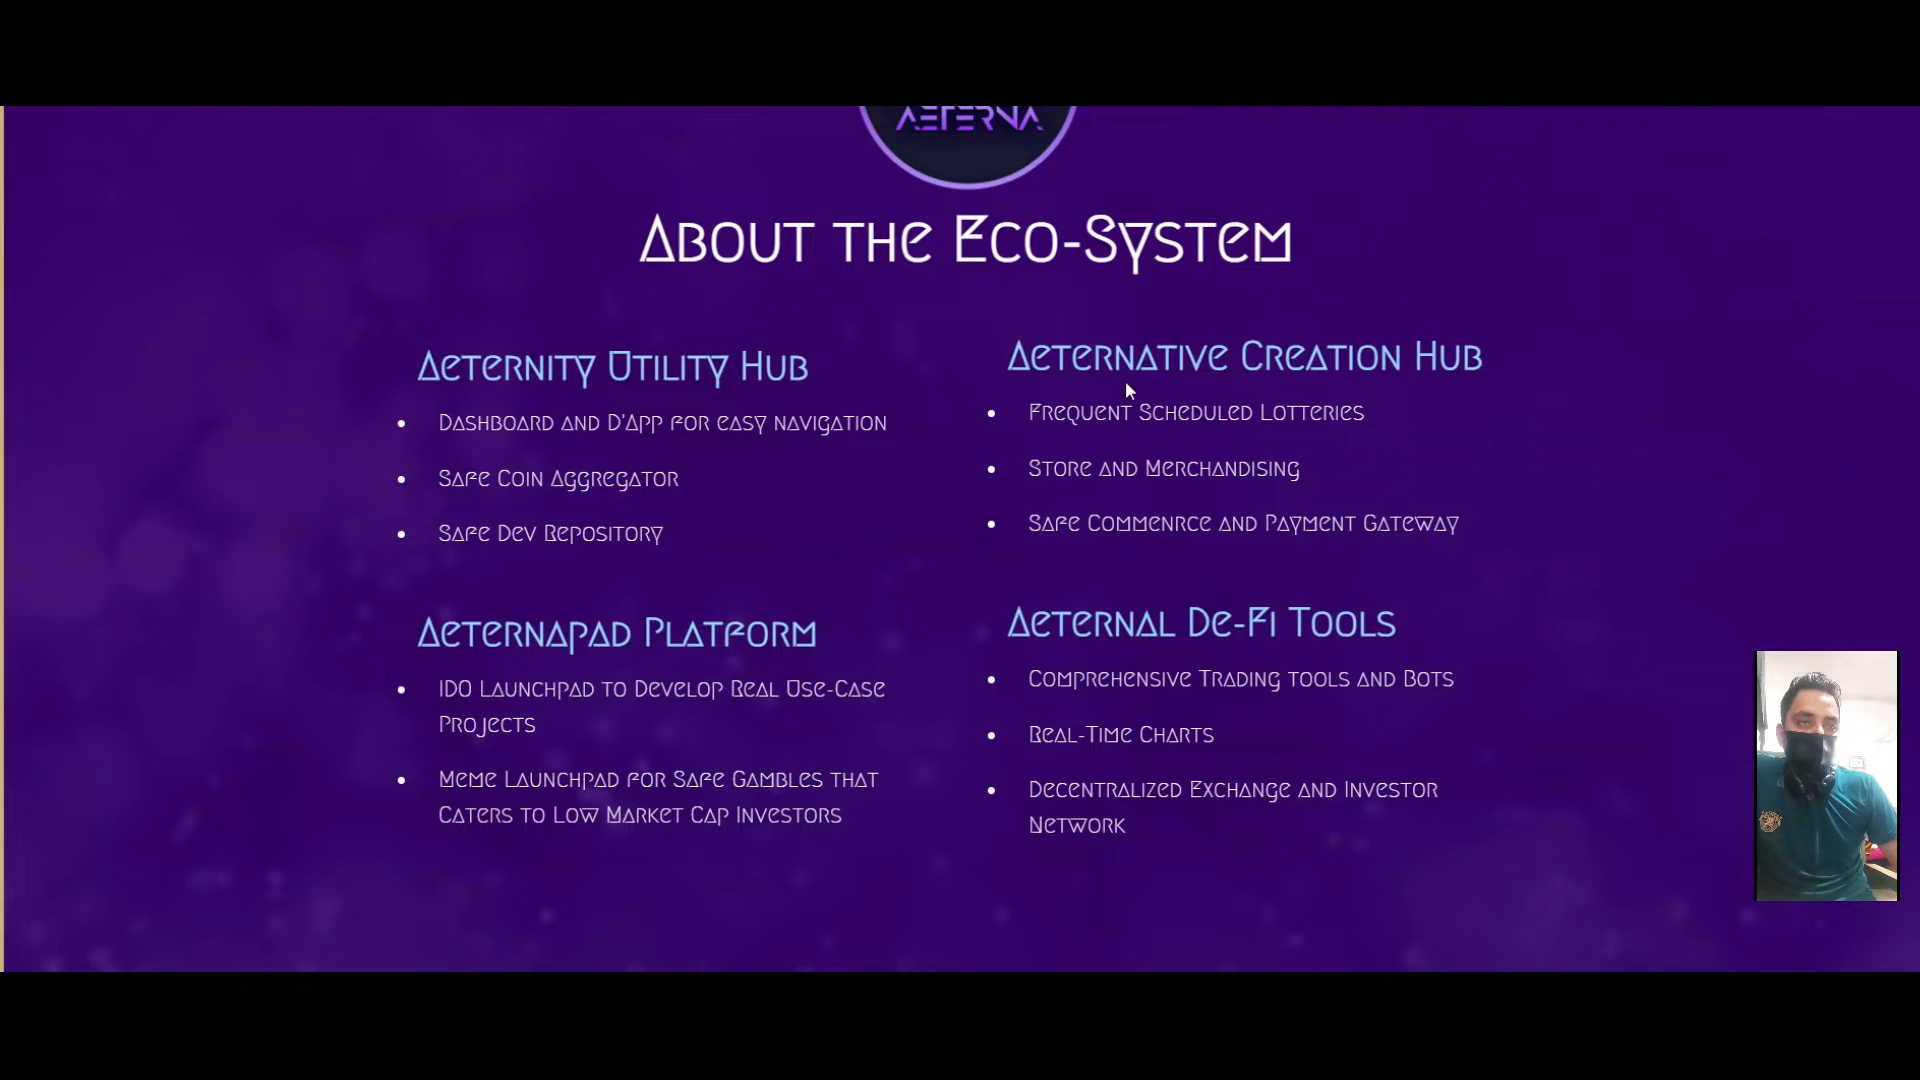 AETERNA
About the Eco-System
Aeternity Utility Hub
Dashboard and D'App for easy navigation
Safe Coin Aggregator
Safe Dev Repository
Aeternative Creation Hub
Frequent Scheduled Lotteries
Store and Merchandising
Safe Commenrce and Payment Gateway
Aeternapad Platform
IDO Launchpad to Develop Real Use-Case
Projects
Meme Launchpad for Safe Gambles that
Caters to Low Market Cap Investors
Aeternal De-Fi Tools
Comprehensive Trading tools and Bots
Real-Time Charts
Decentralized Exchange and Investor
Network